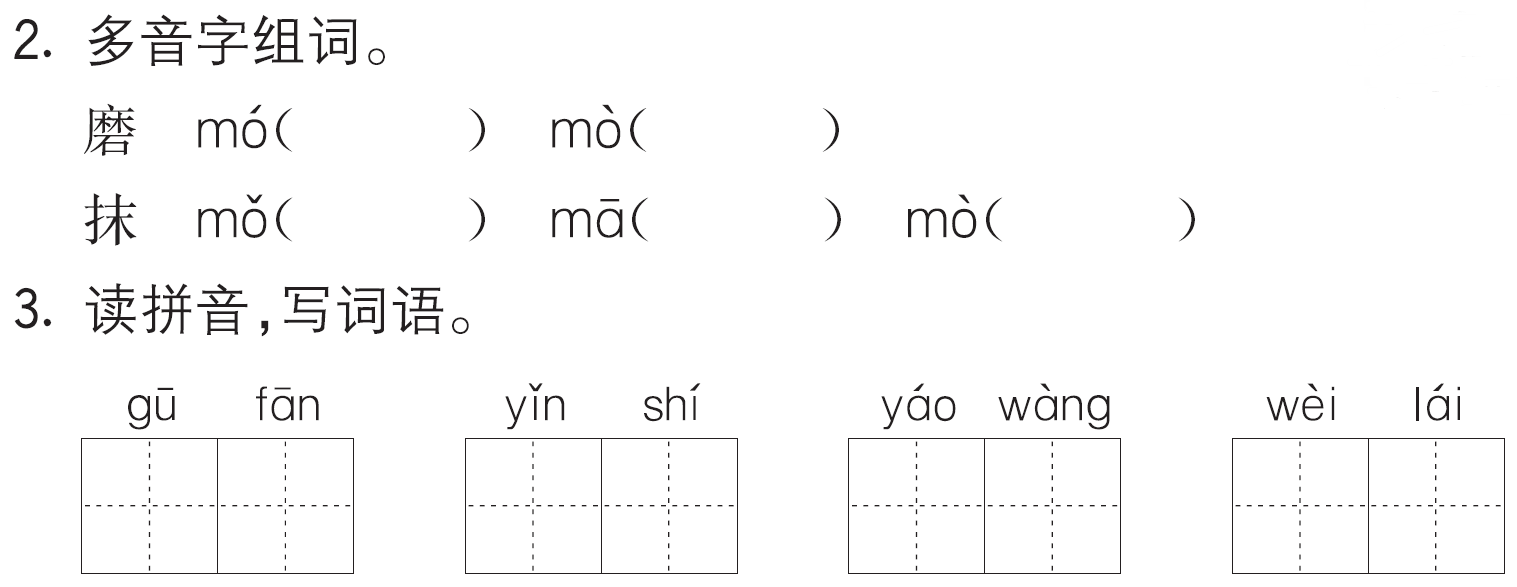 2. 多音字组词。
磨 mó( ) mò( )
抹 mǒ( ) mā( ) mò( )
3. 读拼音,写词语。
gū fān yǐn shí yáo wàng wèi lái